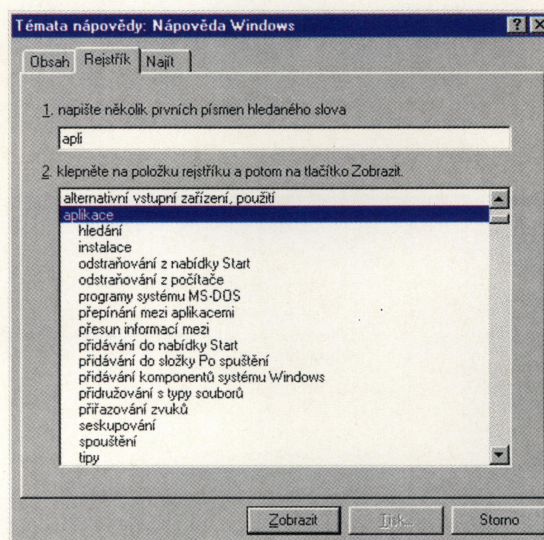 Témata nápovědy: Nápověda Windows
Obsah Rejstřík Najít
1. napište několik prvních písmen hledaného slova
apli
2. klepněte na položku rejstříku a potom na tlačítko Zobrazit.
alternativní vstupní zařízení, použití
aplikace
hledání
instalace
odstraňování z nabídky Start
odstraňování z počítače
programy systému MS-DOS
přepínání mezi aplikacemi
přesun informací mezi
přidávání do nabídky Start
přidávání do složky Po spuštění
přidávání komponentů systému Windows
přidružování s typy souborů
přiřazování zvuků
seskupování
spouštění
tipy
Zobrazit Tisk... Storno